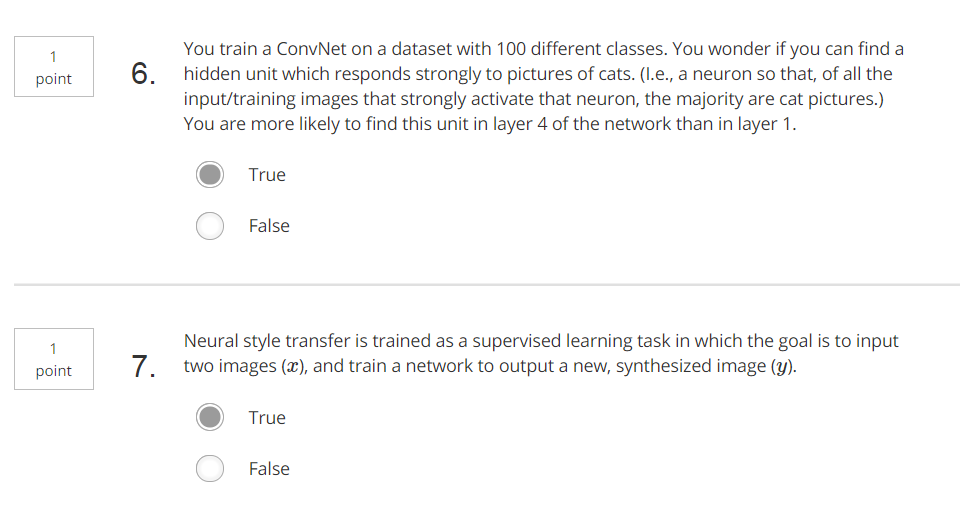 1
point
6.
You train a ConvNet on a dataset with 100 different classes. You wonder if you can find a
hidden unit which responds strongly to pictures of cats. (I.e., a neuron so that, of all the
input/training images that strongly activate that neuron, the majority are cat pictures.)
You are more likely to find this unit in layer 4 of the network than in layer 1.
True
False
1
point
7.
Neural style transfer is trained as a supervised learning task in which the goal is to input
two images (x), and train a network to output a new, synthesized image (y).
True
False